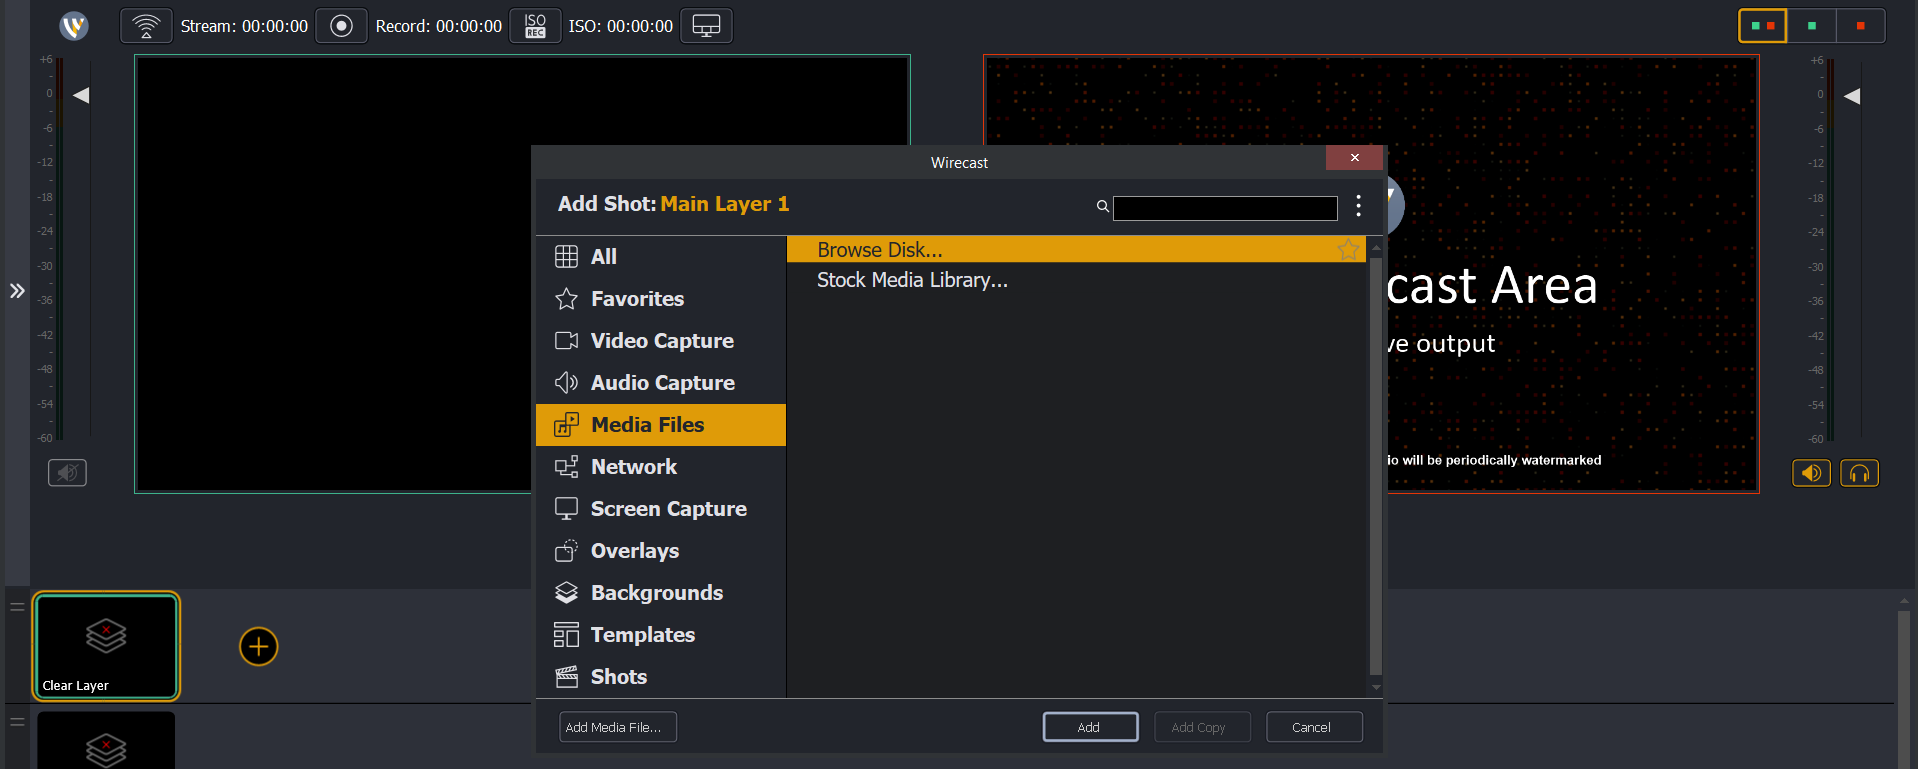 Stream: 00:00:00
Record: 00:00:00
ISO
REC
ISO: 00:00:00
+6
-
0
-
-6
-
-12
-
-18
-
-24
-
-30
-
-36
-
-42
-
-48
-
-54
-
-60
Wirecast
Add Shot: Main Layer 1
All
Favorites
Video Capture
Audio Capture
Media Files
Network
Screen Capture
Overlays
Backgrounds
Templates
Shots
Browse Disk...
Stock Media Library...
Add Media File...
Add
Add Copy
Cancel
cast Area
ve output
io will be periodically watermarked
+6
-
0
-
-6
-
-12
-
-18
-
-24
-
-30
-
-36
-
-42
-
-48
-
-54
-
-60
Clear Layer